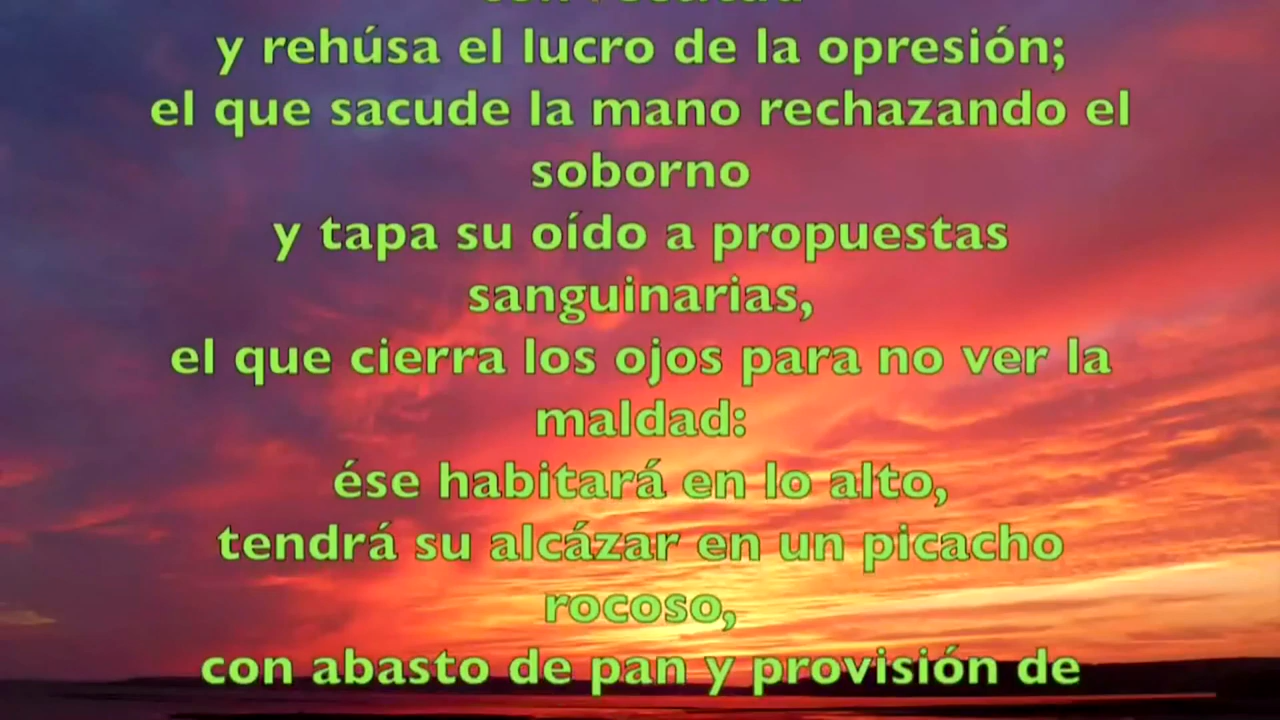 y rehúsa el lucro de la opresión;
el que sacude la mano rechazando el
soborno
y tapa su oído a propuestas
sanguinarias,
el que cierra los ojos para no ver la
maldad:
ése habitará en lo alto,
tendrá su alcázar en un picacho
rocoso,
con abasto de pan y provisión de